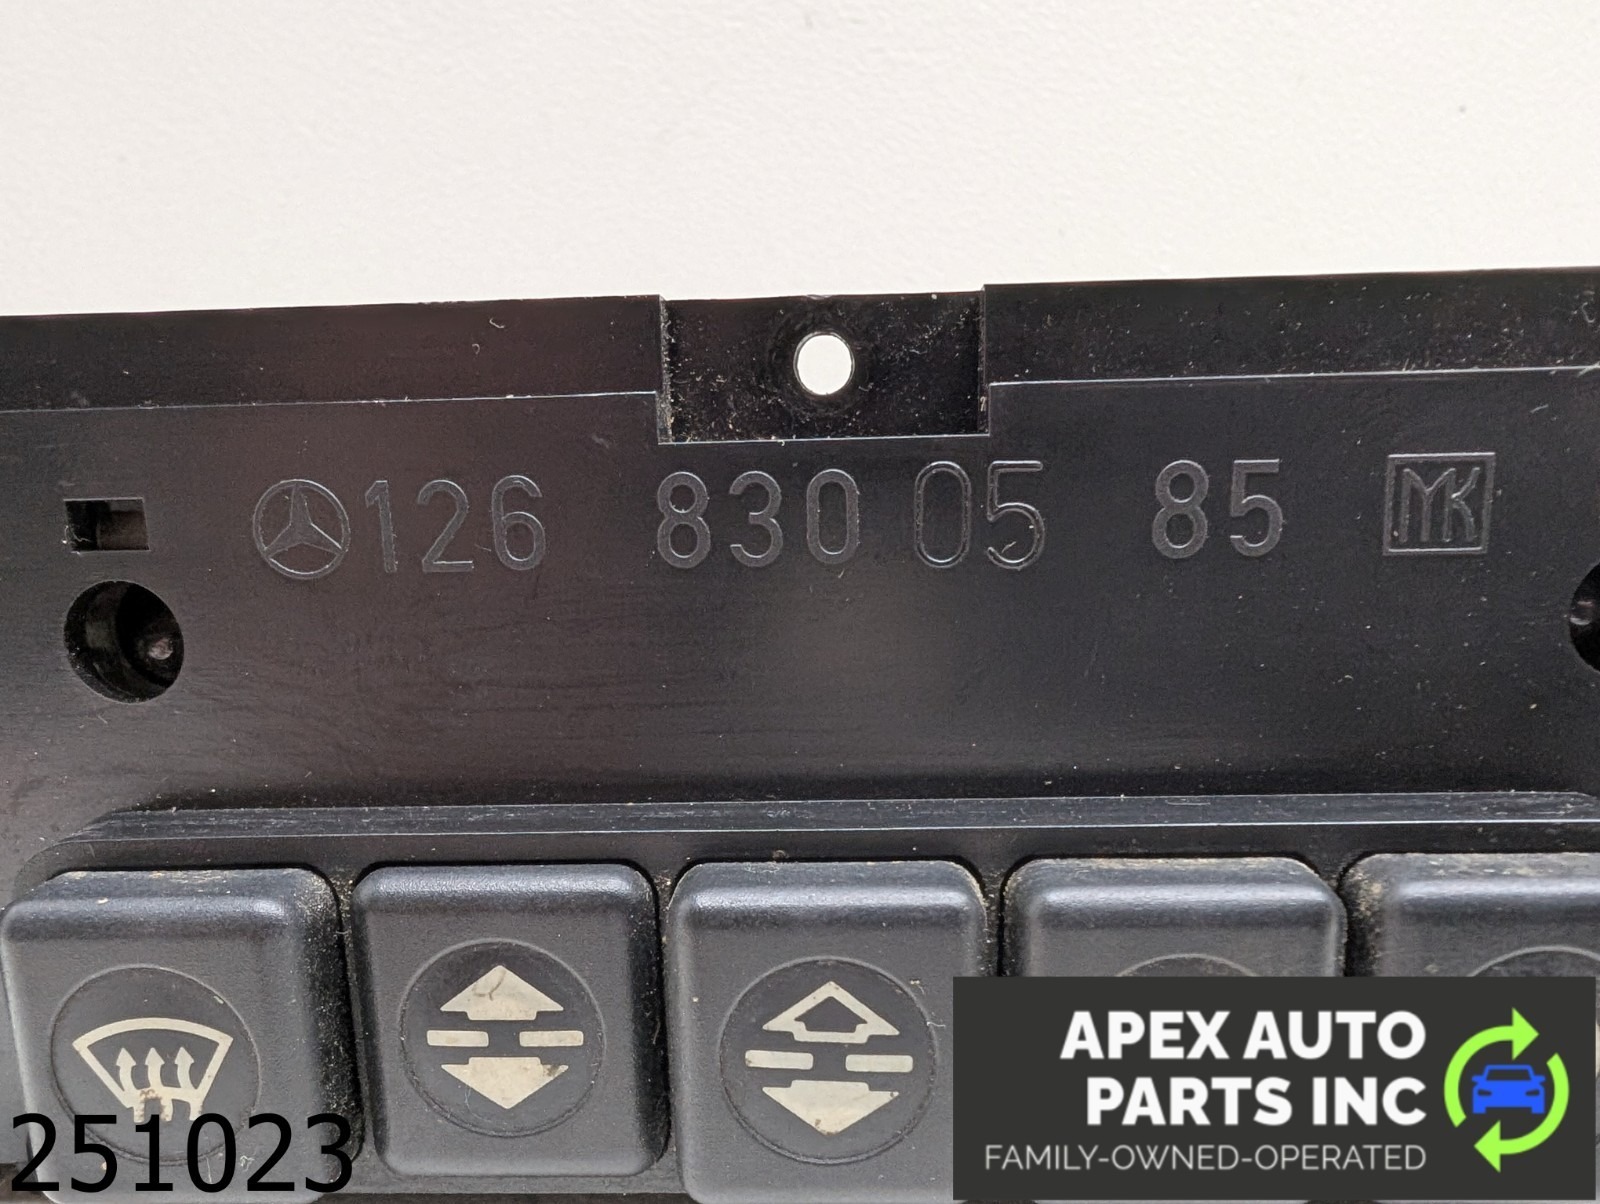 126 830 05 85 MK
APEX AUTO
PARTS INC
FAMILY-OWNED-OPERATED
251023